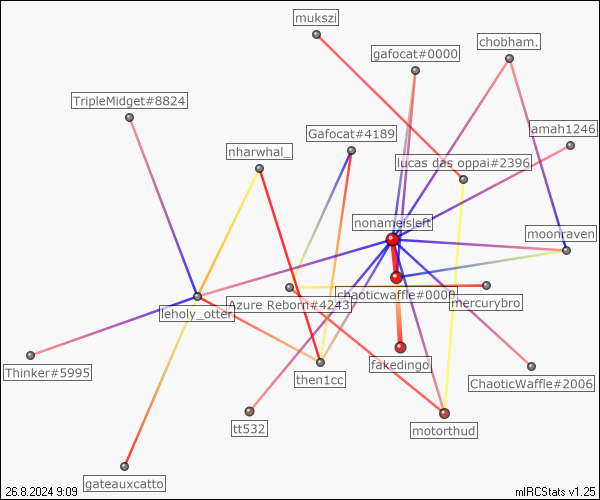 mukszi
gafocat#0000
chobham.
TripleMidget#8824
Gafocat#4189
amah1246
nharwhal_
lucas das oppai#2396
nonameisleft
moonraven
Azure Reborn#4243
chaoticwaffle#0000
mercurybro
leholy_otter
fakedingo
Thinker#5995
then1cc
ChaoticWaffle#2006
tt532
motorthud
gateauxcatto
26.8.2024 9:09
mIRCStats v1.25